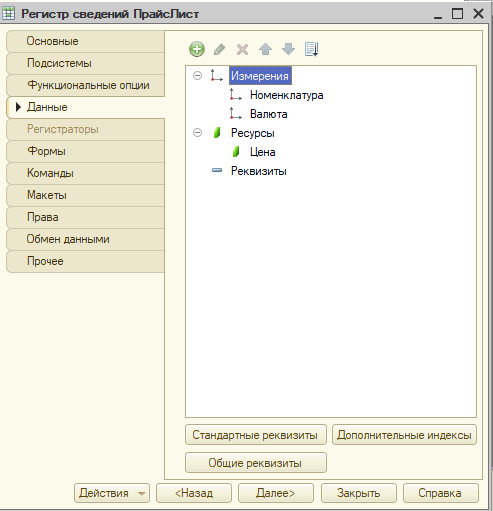 Регистр сведений ПрайсЛист
Основные
Подсистемы
Функциональные опции
Данные
Регистраторы
Формы
Команды
Макеты
Права
Обмен данными
Прочее
Измерения
Номенклатура
Валюта
Ресурсы
Цена
Реквизиты
Стандартные реквизиты
Дополнительные индексы
Общие реквизиты
Действия
<Назад
Далее>
Закрыть
Справка